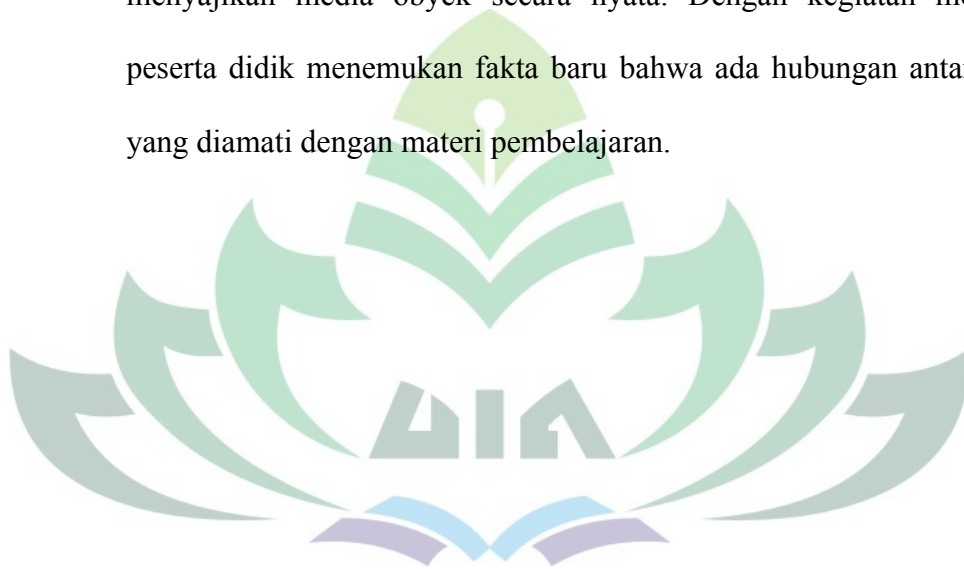 menyajikan media obyek secara nyata. Dengan kegiatan
peserta didik menemukan fakta baru bahwa ada hubungan
yang diamati dengan materi pembelajaran.
UIN